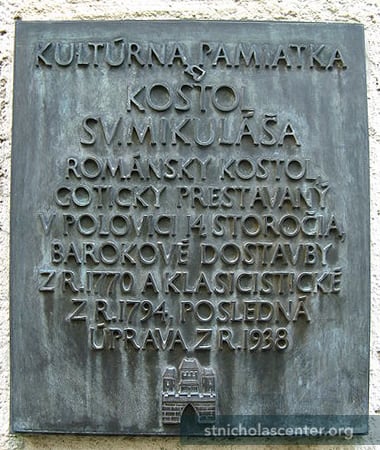 KULTÚRNA PAMIATKA
KOSTOL
SV. MIKULÁŠA
ROMÁNSKY KOSTOL,
GOTICKY PRESTAVANÝ
V POLOVICI 14. STOROČIA,
BAROKOVÉ DOSTAVBY
Z R. 1770 A KLASICISTICKÉ
Z R. 1794, POSLEDNÁ
ÚPRAVA Z R. 1938
stnicholascenter.org